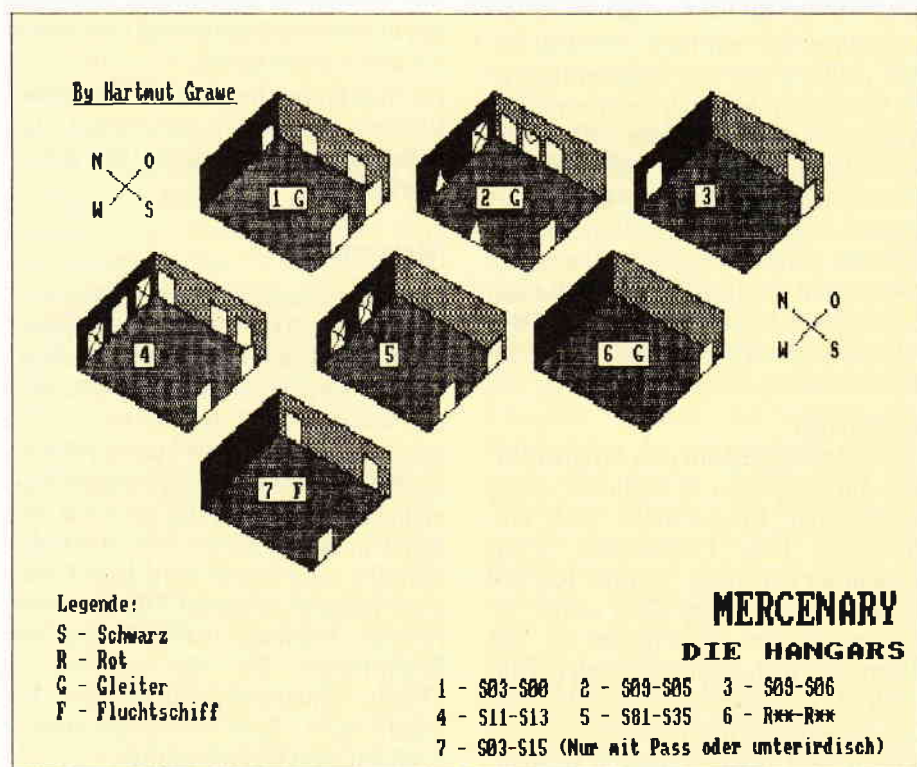 By Hartmut Grawe
N O
W S
1 G
2 G
3
4
5
6 G
N O
W S
7 F
Legende:
S - Schwarz
R - Rot
G - Gleiter
F - Fluchtschiff
MERCENARY
DIE HANGARS
1 - S03-S00 2 - S09-S05 3 - S09-S06
4 - S11-S13 5 - S81-S35 6 - R**-R**
7 - S03-S15 (Nur mit Pass oder unterirdisch)